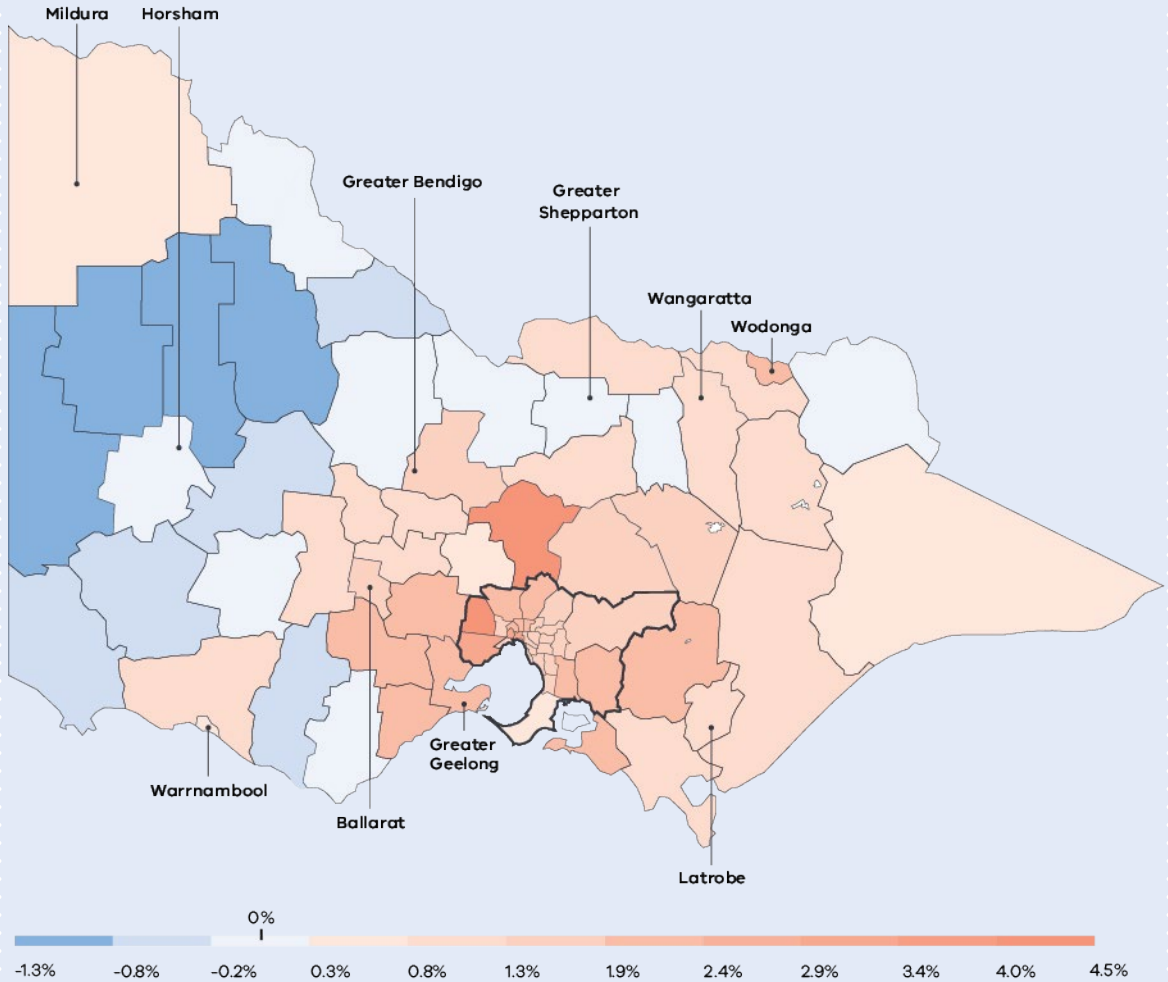 Mildura
Horsham
Greater Bendigo
Greater
Shepparton
Wangaratta
Wodonga
Greater
Geelong
Warrnambool
Ballarat
Latrobe
0%
-1.3%
-0.8%
-0.2%
0.3%
0.8%
1.3%
1.9%
2.4%
2.9%
3.4%
4.0%
4.5%